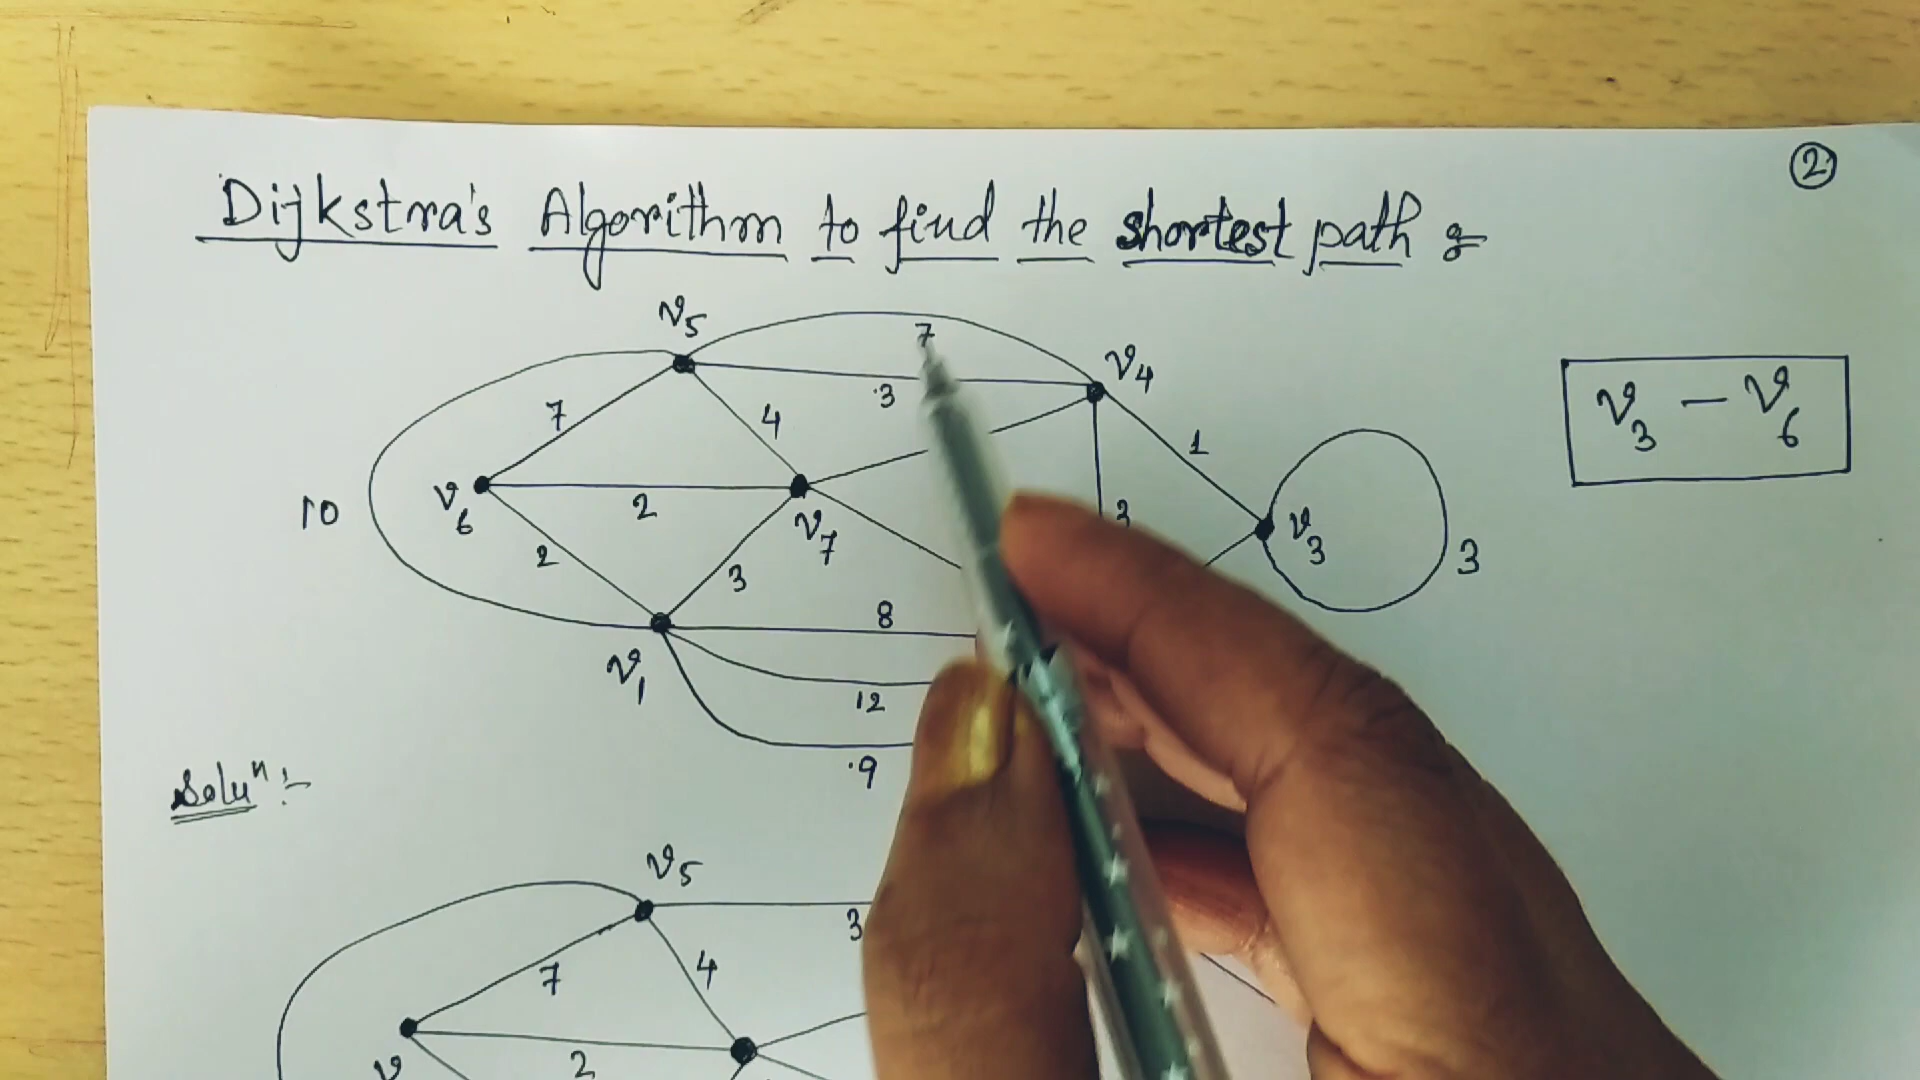 2
Dijkstra's Algorithm to find the shortest path :-
v5
7
v4
3
v3 - v6
7
4
1
10
v6
2
v7
v3
3
2
3
8
v1
12
9
Soluⁿ :-
v5
3
7
4
v
2